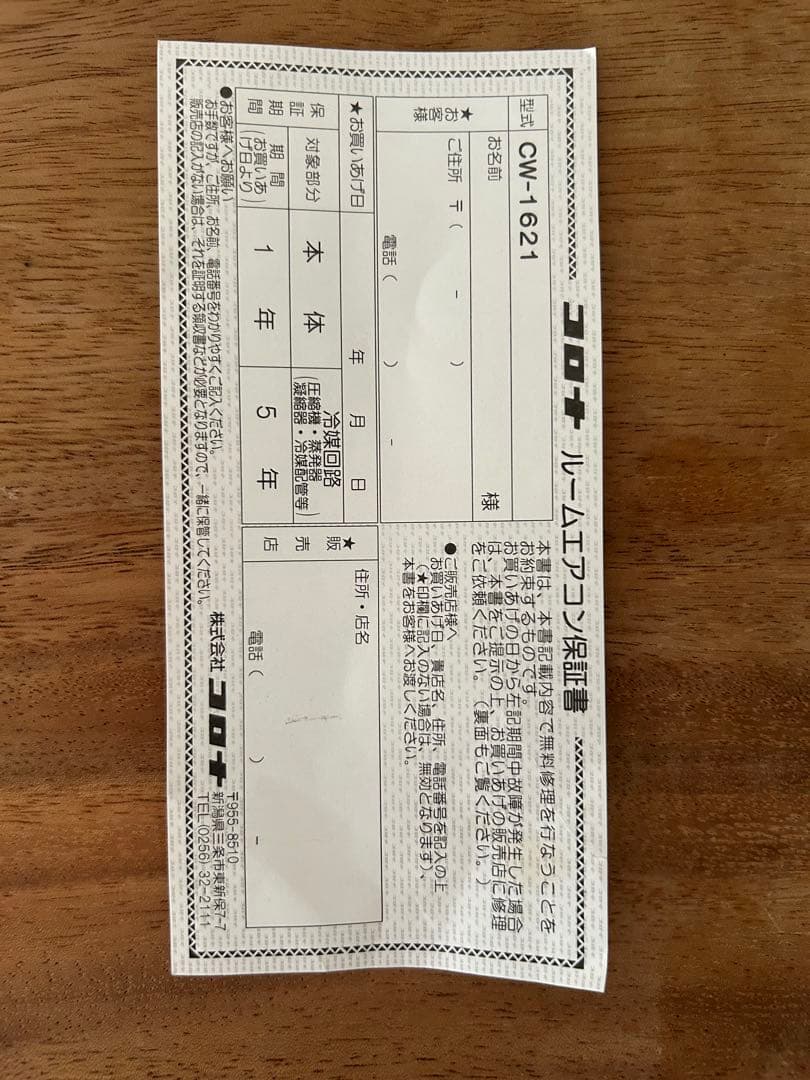 コロナ ルームエアコン保証書
型式 CW-1621
★お客様
お名前 様
ご住所 〒( - )
電話( ) -
★お買いあげ日 年 月 日
保証期間
対象部分 本体 冷媒回路(圧縮機・蒸発器凝縮器・冷媒配管等)
期間(お買いあげ日より) 1年 5年
●お客様へお願い
お手数ですが、ご住所、お名前、電話番号をわかりやすくご記入ください。
販売店の記入がない場合は、それを証明する領収書などが必要となりますので、一緒に保管してください。
本書は、本書記載内容で無料修理を行なうことを
お約束するものです。
お買いあげの日から左記期間中故障が発生した場合
は、本書をご提示の上、お買いあげの販売店に修理
をご依頼ください。(裏面もご覧ください。)
●ご販売店様へ
お買いあげ日、貴店名、住所、電話番号を記入の上
(★印欄に記入のない場合は、無効となります)、
本書をお客様へお渡しください。
★販売店
住所・店名
電話( ) -
株式会社 コロナ
〒955-8510
新潟県三条市東新保7-7
TEL(0256)32-2111